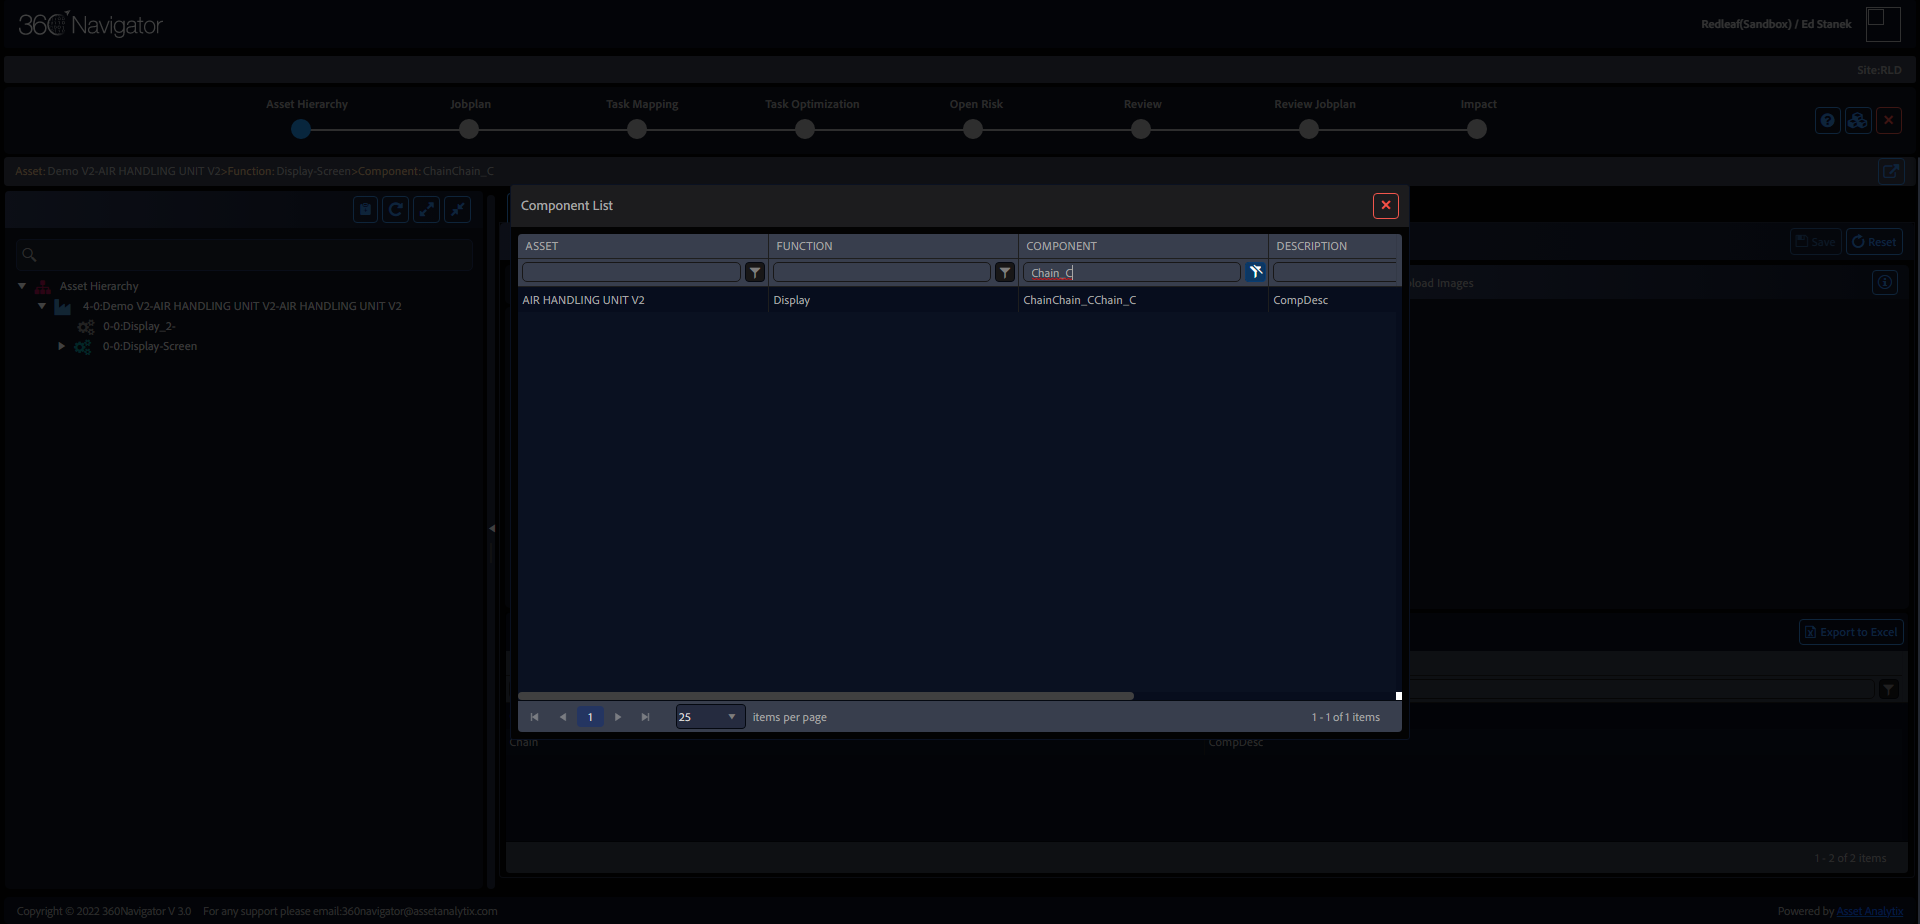 360 Navigator
Redleaf(Sandbox) / Ed Stanek
Site:RLD
Asset Hierarchy Jobplan Task Mapping Task Optimization Open Risk Review Review Jobplan Impact
Asset: Demo V2-AIR HANDLING UNIT V2>Function: Display-Screen>Component: ChainChain_C
Component List
Save Reset
ASSET FUNCTION COMPONENT DESCRIPTION
Chain_C
AIR HANDLING UNIT V2 Display ChainChain_CChain_C CompDesc
load Images
Asset Hierarchy
4-0:Demo V2-AIR HANDLING UNIT V2-AIR HANDLING UNIT V2
0-0:Display_2-
0-0:Display-Screen
Export to Excel
1 25 items per page 1 - 1 of 1 items
Chain CompDesc
1 - 2 of 2 items
Copyright © 2022 360Navigator V 3.0 For any support please email:360navigator@assetanalytix.com
Powered by Asset Analytix